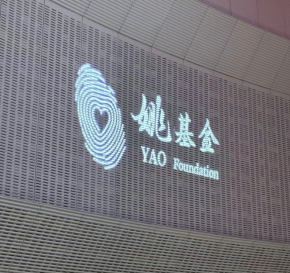 姚基金
YAO Foundation